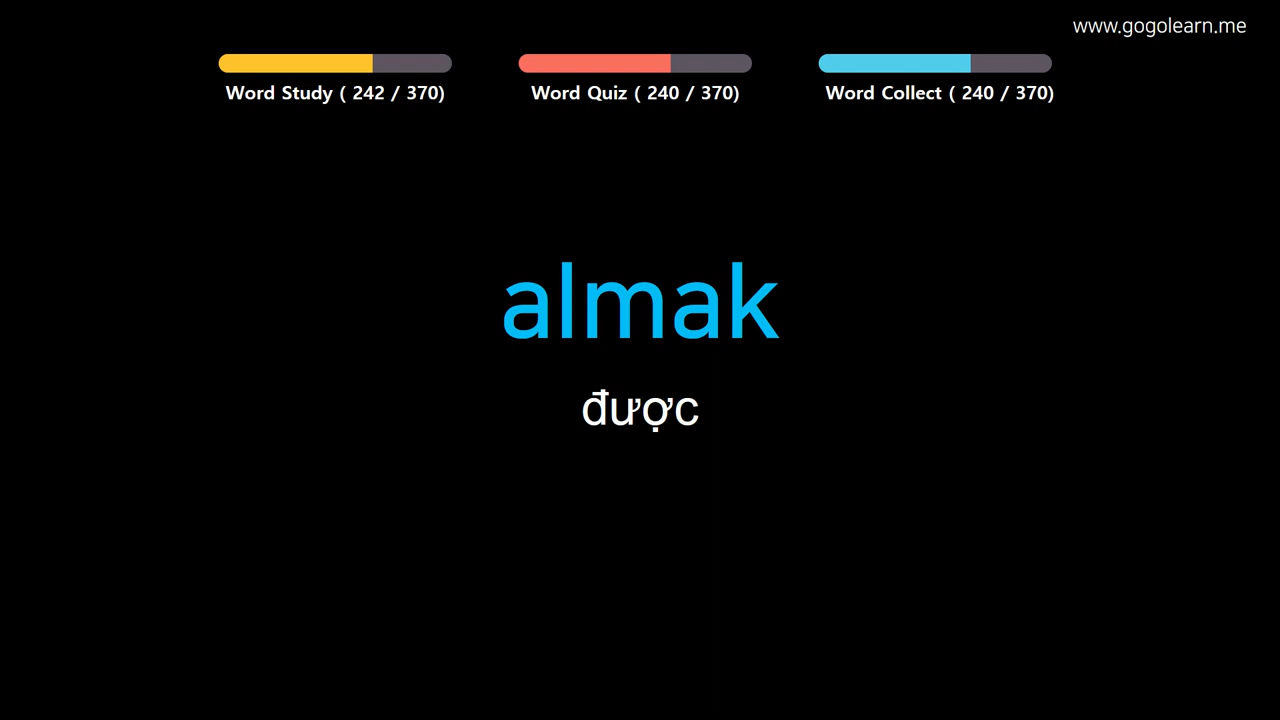 www.gogolearn.me
Word Study ( 242 / 370)
Word Quiz ( 240 / 370)
Word Collect ( 240 / 370)
almak
được